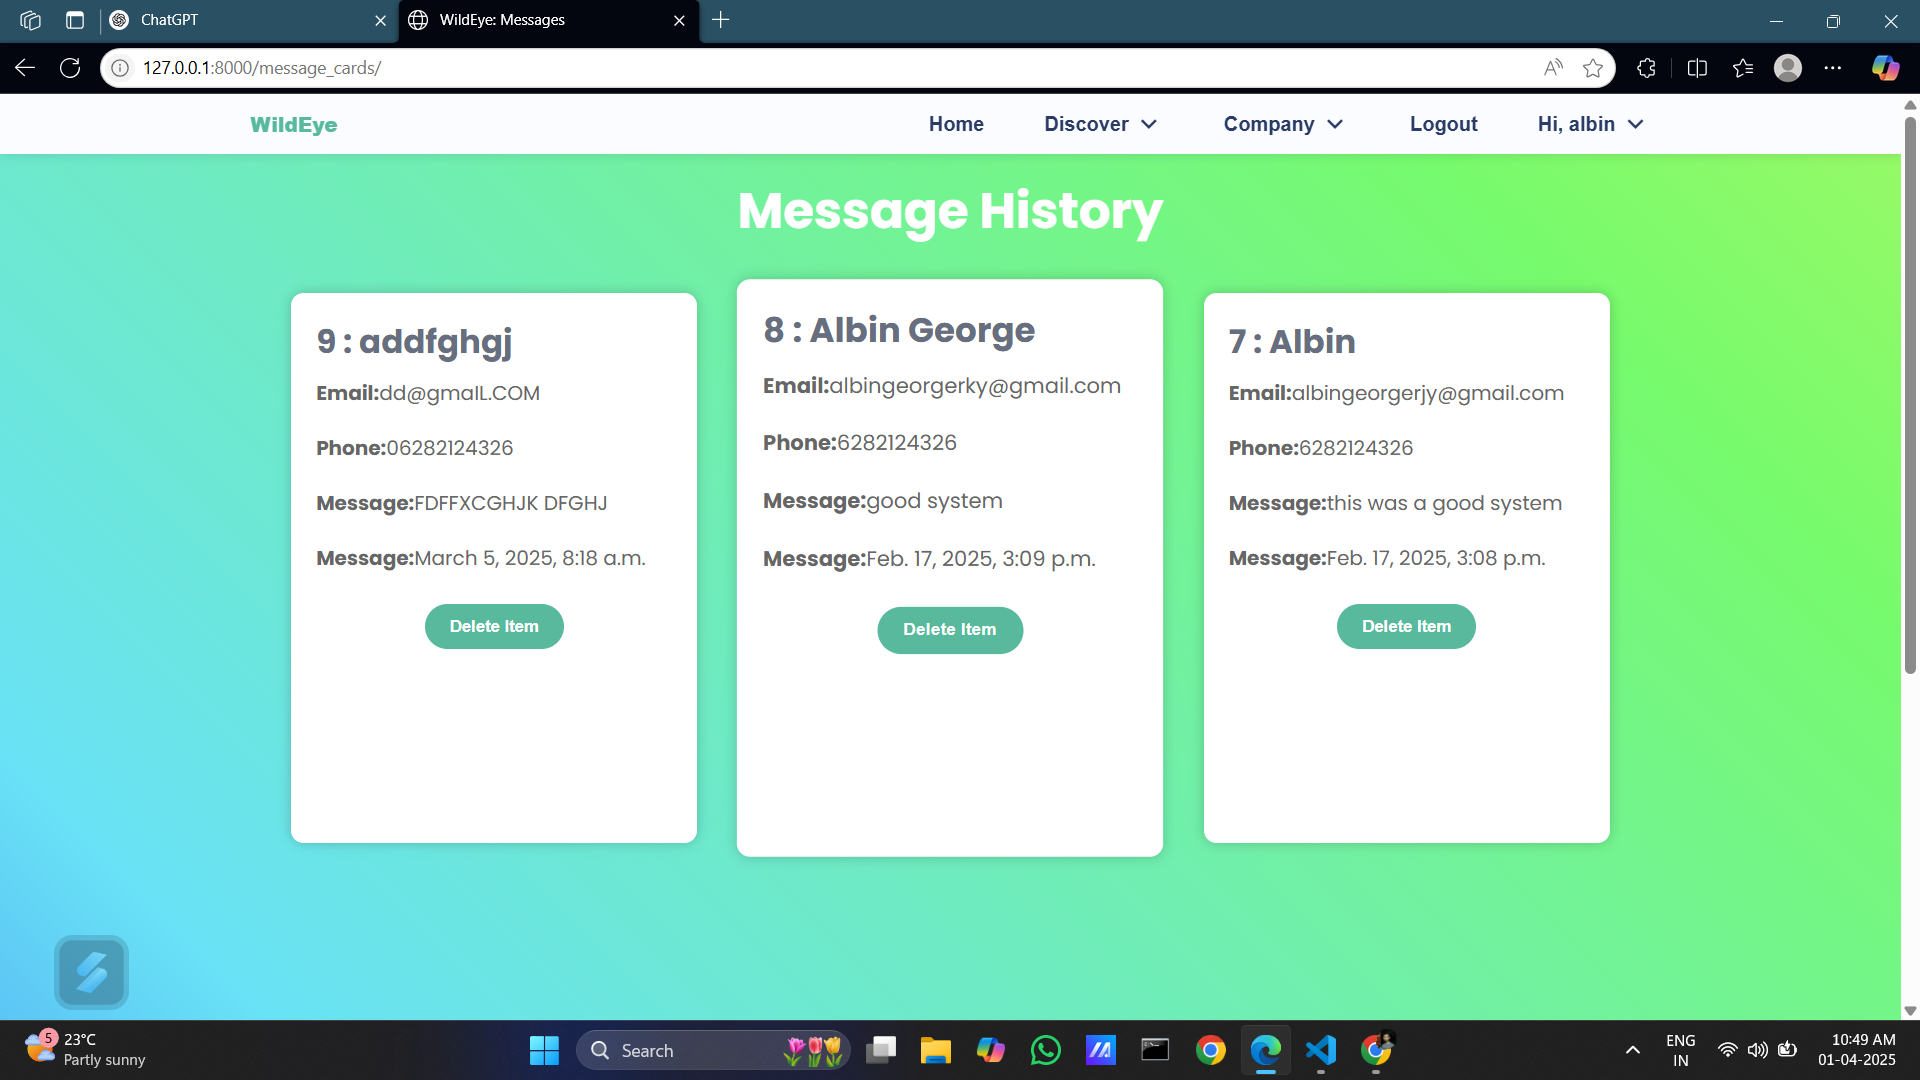 ChatGPT
WildEye: Messages
127.0.0.1:8000/message_cards/
WildEye
Home
Discover
Company
Logout
Hi, albin
Message History
9 : addfghgj
Email:dd@gmaIL.COM
Phone:06282124326
Message:FDFFXCGHJK DFGHJ
Message:March 5, 2025, 8:18 a.m.
Delete Item
8 : Albin George
Email:albingeorgerky@gmail.com
Phone:6282124326
Message:good system
Message:Feb. 17, 2025, 3:09 p.m.
Delete Item
7 : Albin
Email:albingeorgerjy@gmail.com
Phone:6282124326
Message:this was a good system
Message:Feb. 17, 2025, 3:08 p.m.
Delete Item
5
23°C
Partly sunny
Search
ENG
IN
10:49 AM
01-04-2025